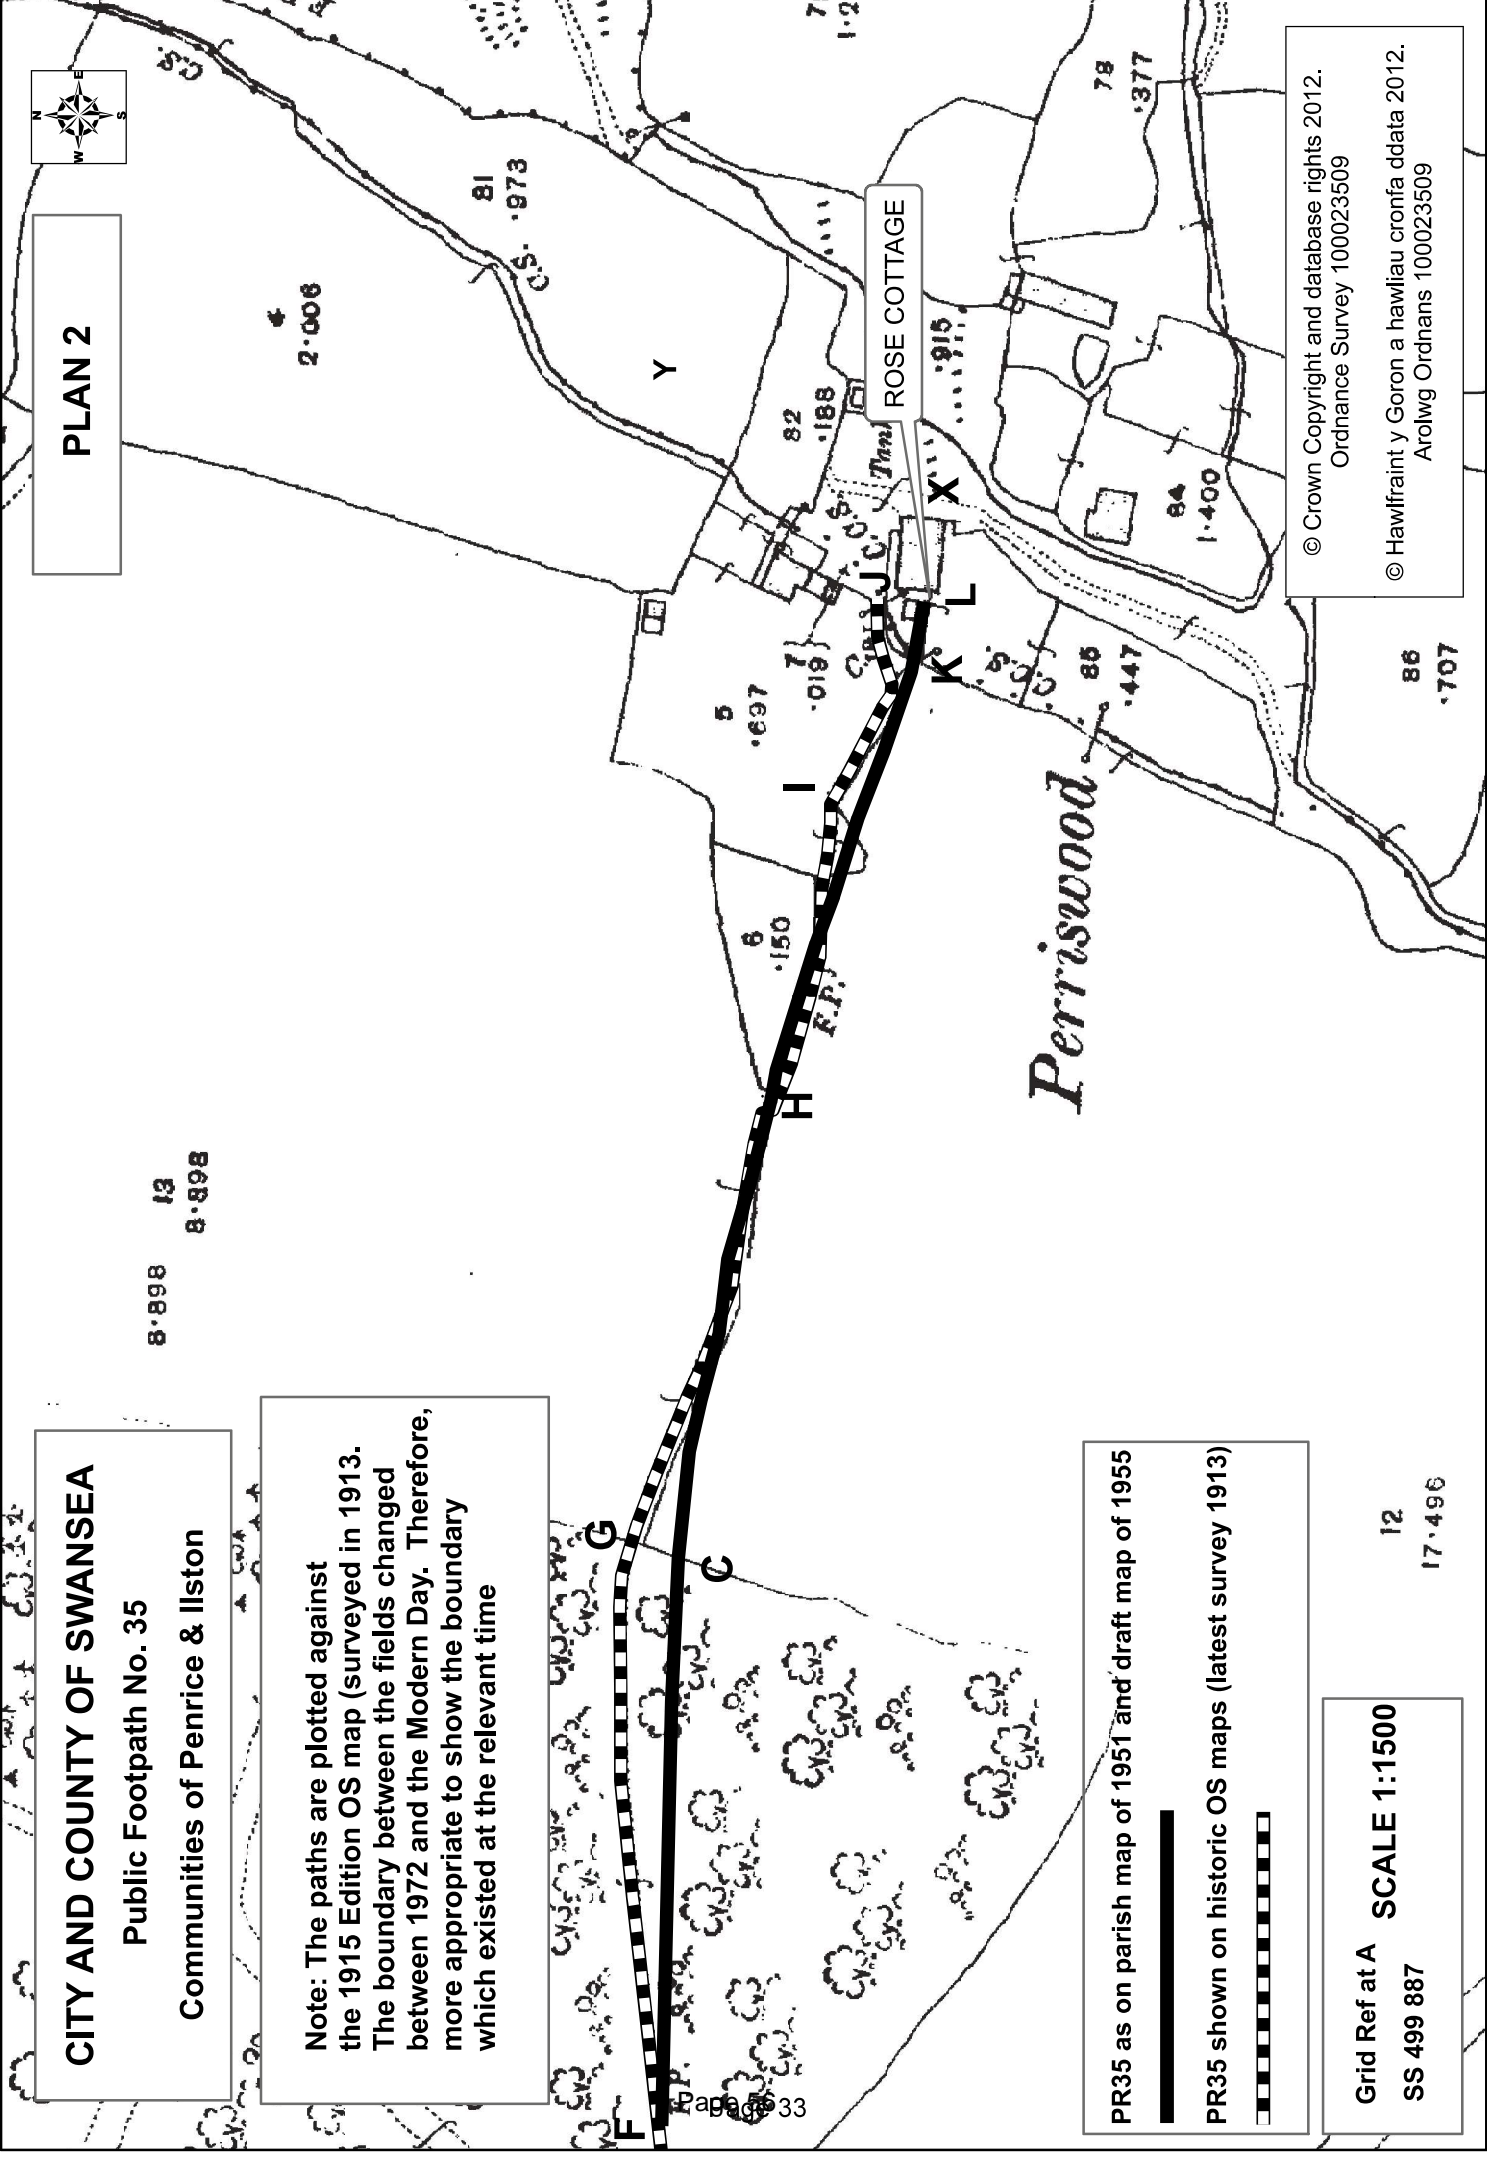 CITY AND COUNTY OF SWANSEA
Public Footpath No. 35
Communities of Penrice & Ilston
Note: The paths are plotted against
the 1915 Edition OS map (surveyed in 1913.
The boundary between the fields changed
between 1972 and the Modern Day. Therefore,
more appropriate to show the boundary
which existed at the relevant time
PLAN 2
N
W
E
S
8·898
13
8·898
4
2·006
81
·973
C.S.
C.S.
Y
F
G
C
H
I
J
K
L
X
F.P.
6
·150
5
·697
7
·019
82
·188
ROSE COTTAGE
·915
78
·377
84
1·400
85
·447
86
·707
Perriswood
12
17·496
PR35 as on parish map of 1951 and draft map of 1955
PR35 shown on historic OS maps (latest survey 1913)
Grid Ref at A
SCALE 1:1500
SS 499 887
© Crown Copyright and database rights 2012.
Ordnance Survey 100023509
© Hawlfraint y Goron a hawliau cronfa ddata 2012.
Arolwg Ordnans 100023509
Page 33